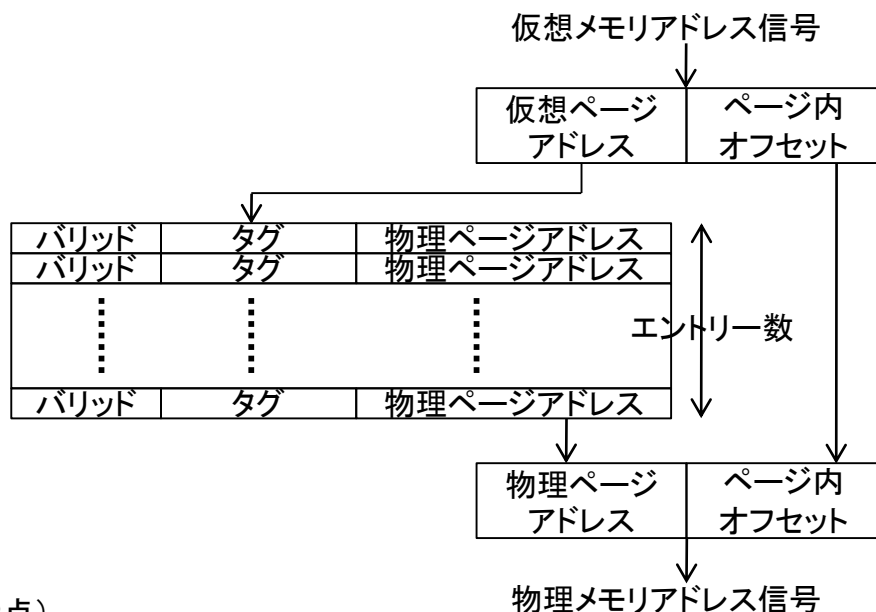 仮想メモリアドレス信号
仮想ページ
アドレス
ページ内
オフセット
バリッド タグ 物理ページアドレス
バリッド タグ 物理ページアドレス
エントリー数
バリッド タグ 物理ページアドレス
物理ページ
アドレス
ページ内
オフセット
物理メモリアドレス信号
点)